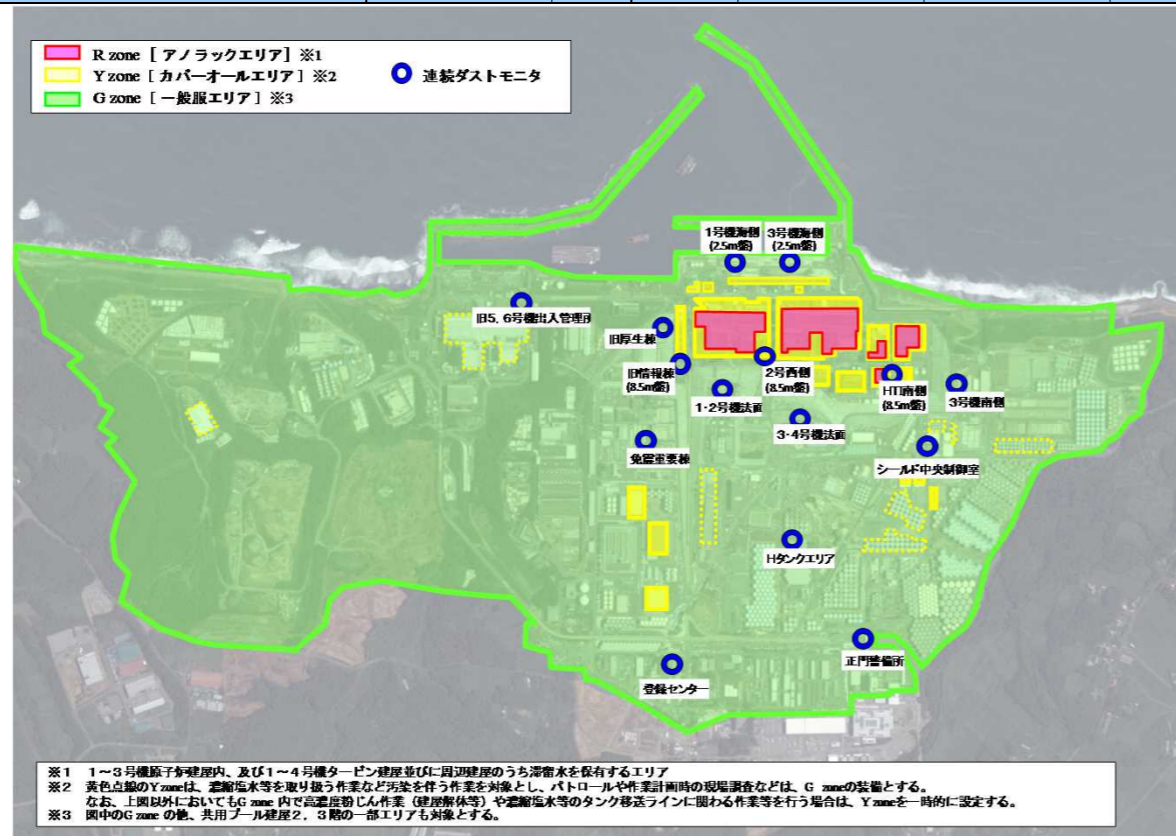 R zone [ アノラックエリア] ※1
Y zone [ カバーオールエリア] ※2
G zone [ 一般服エリア] ※3
連続ダストモニタ
1号機海側
(2.5m盤)
3号機海側
(2.5m盤)
旧5．6号機出入管理所
旧厚生棟
旧情報棟
(8.5m盤)
2号西側
(8.5m盤)
1・2号機法面
HTI南側
(8.5m盤)
3号機南側
3・4号機法面
免震重要棟
シールド中央制御室
Hタンクエリア
正門警備所
登録センター
※1 1～3号機原子炉建屋内、及び1～4号機タービン建屋並びに周辺建屋のうち滞留水を保有するエリア
※2 黄色点線のY zoneは、濃縮塩水等を取り扱う作業など汚染を伴う作業を対象とし、パトロールや作業計画時の現場調査などは、G zoneの装備とする。
なお、上図以外においてもG zone 内で高濃度粉じん作業（建屋解体等）や濃縮塩水等のタンク移送ラインに関わる作業等を行う場合は、Y zoneを一時的に設定する。
※3 図中のG zone の他、共用プール建屋2．3階の一部エリアも対象とする。